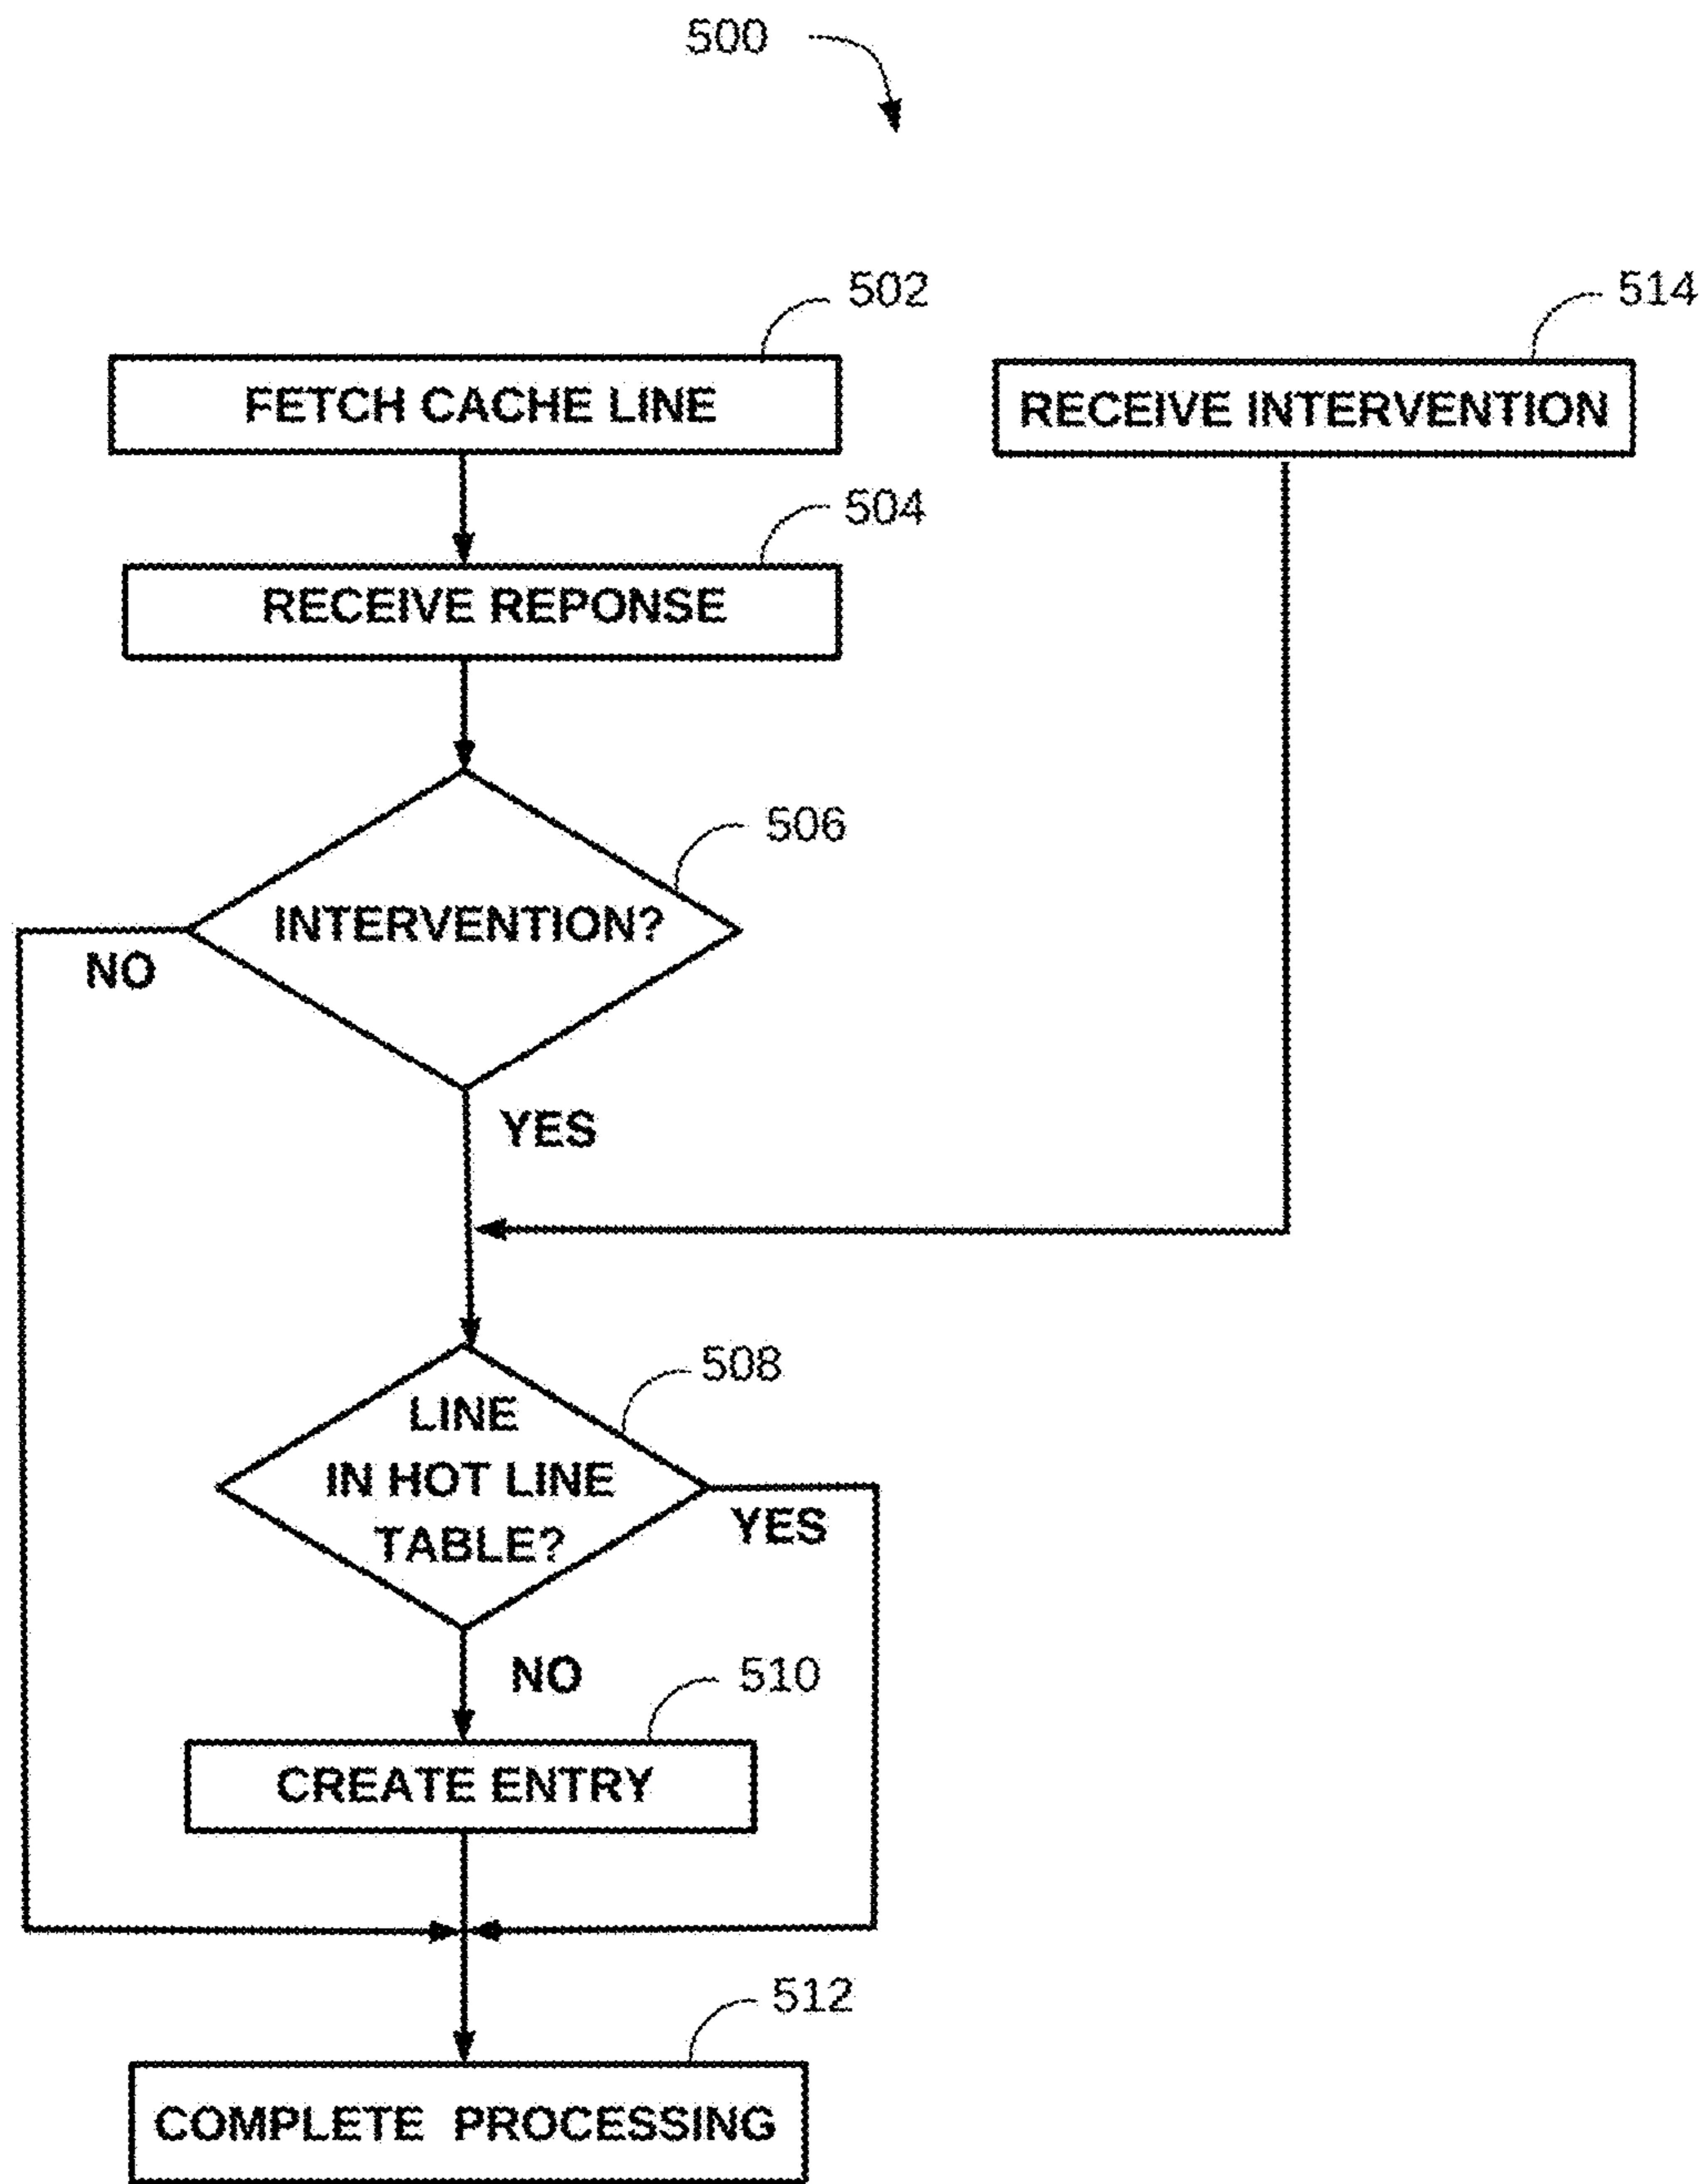 500
502
514
FETCH CACHE LINE
RECEIVE INTERVENTION
504
RECEIVE REPONSE
506
INTERVENTION?
NO
YES
508
LINE
IN HOT LINE
TABLE?
YES
NO
510
CREATE ENTRY
512
COMPLETE PROCESSING